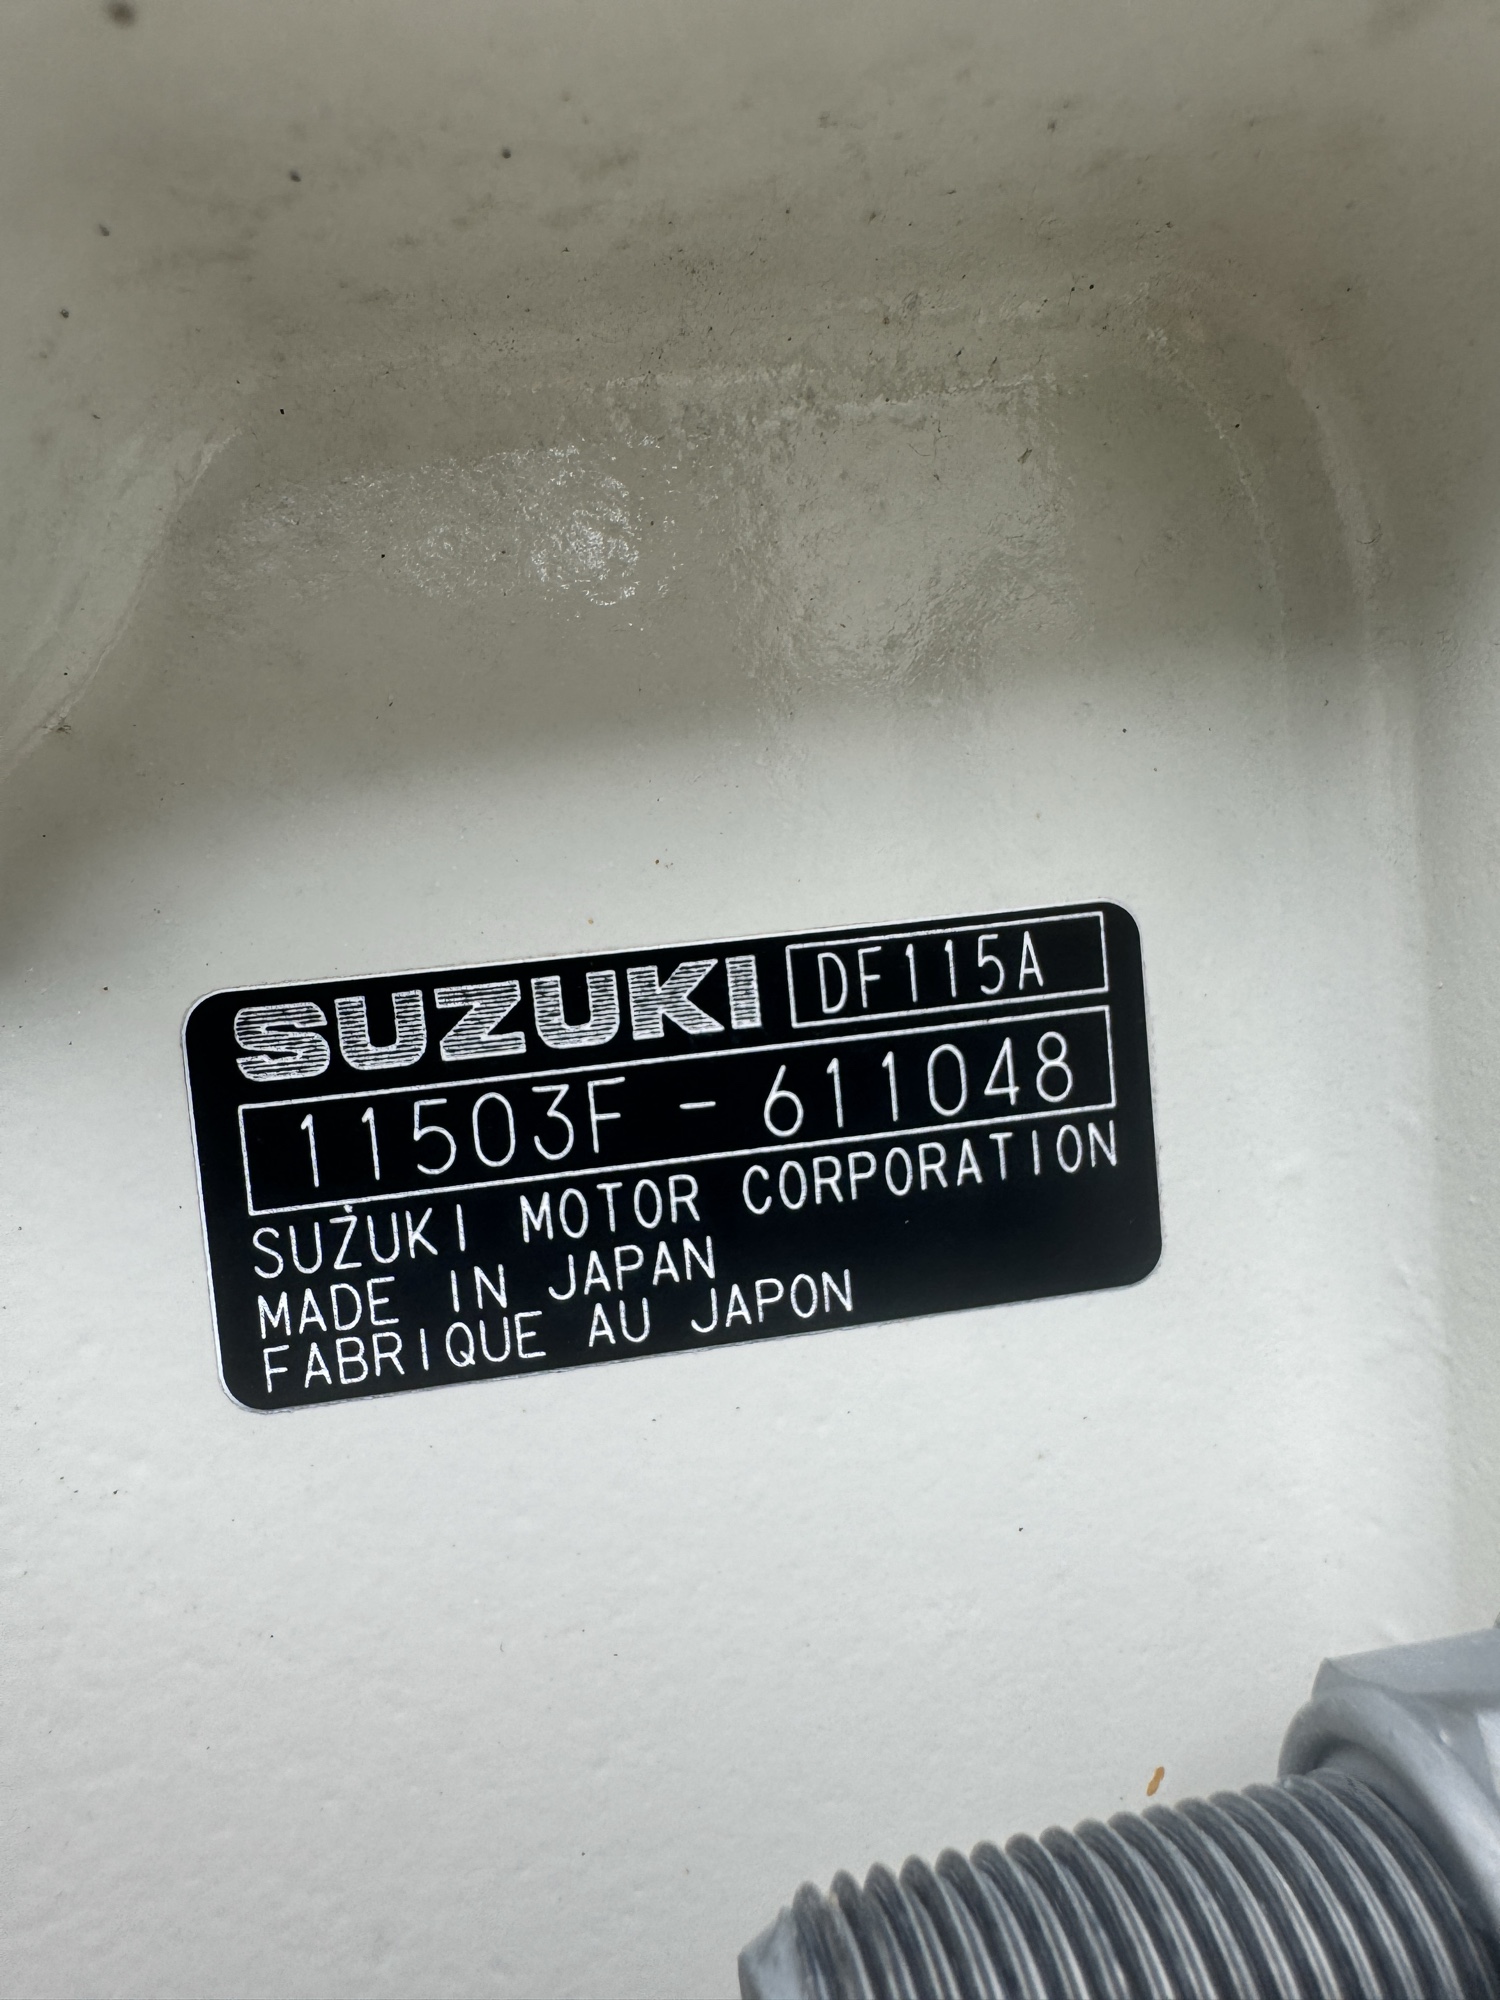 SUZUKI DF115A
11503F - 611048
SUZUKI MOTOR CORPORATION
MADE IN JAPAN
FABRIQUE AU JAPON